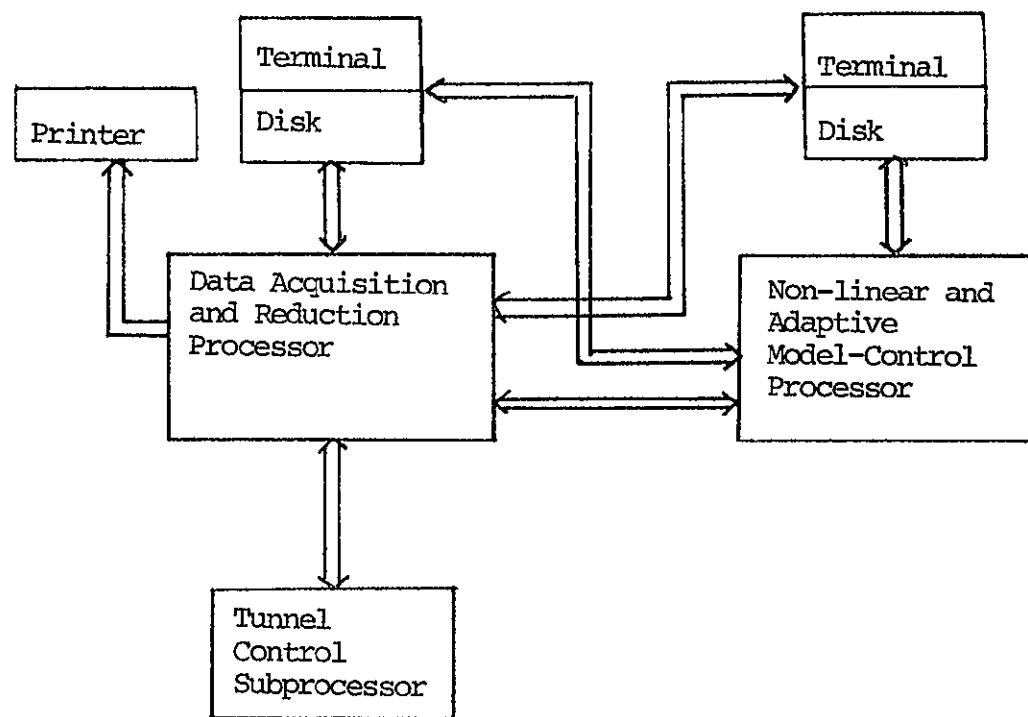 Terminal
Disk
Printer
Terminal
Disk
Data Acquisition
and Reduction
Processor
Non-linear and
Adaptive
Model-Control
Processor
Tunnel
Control
Subprocessor